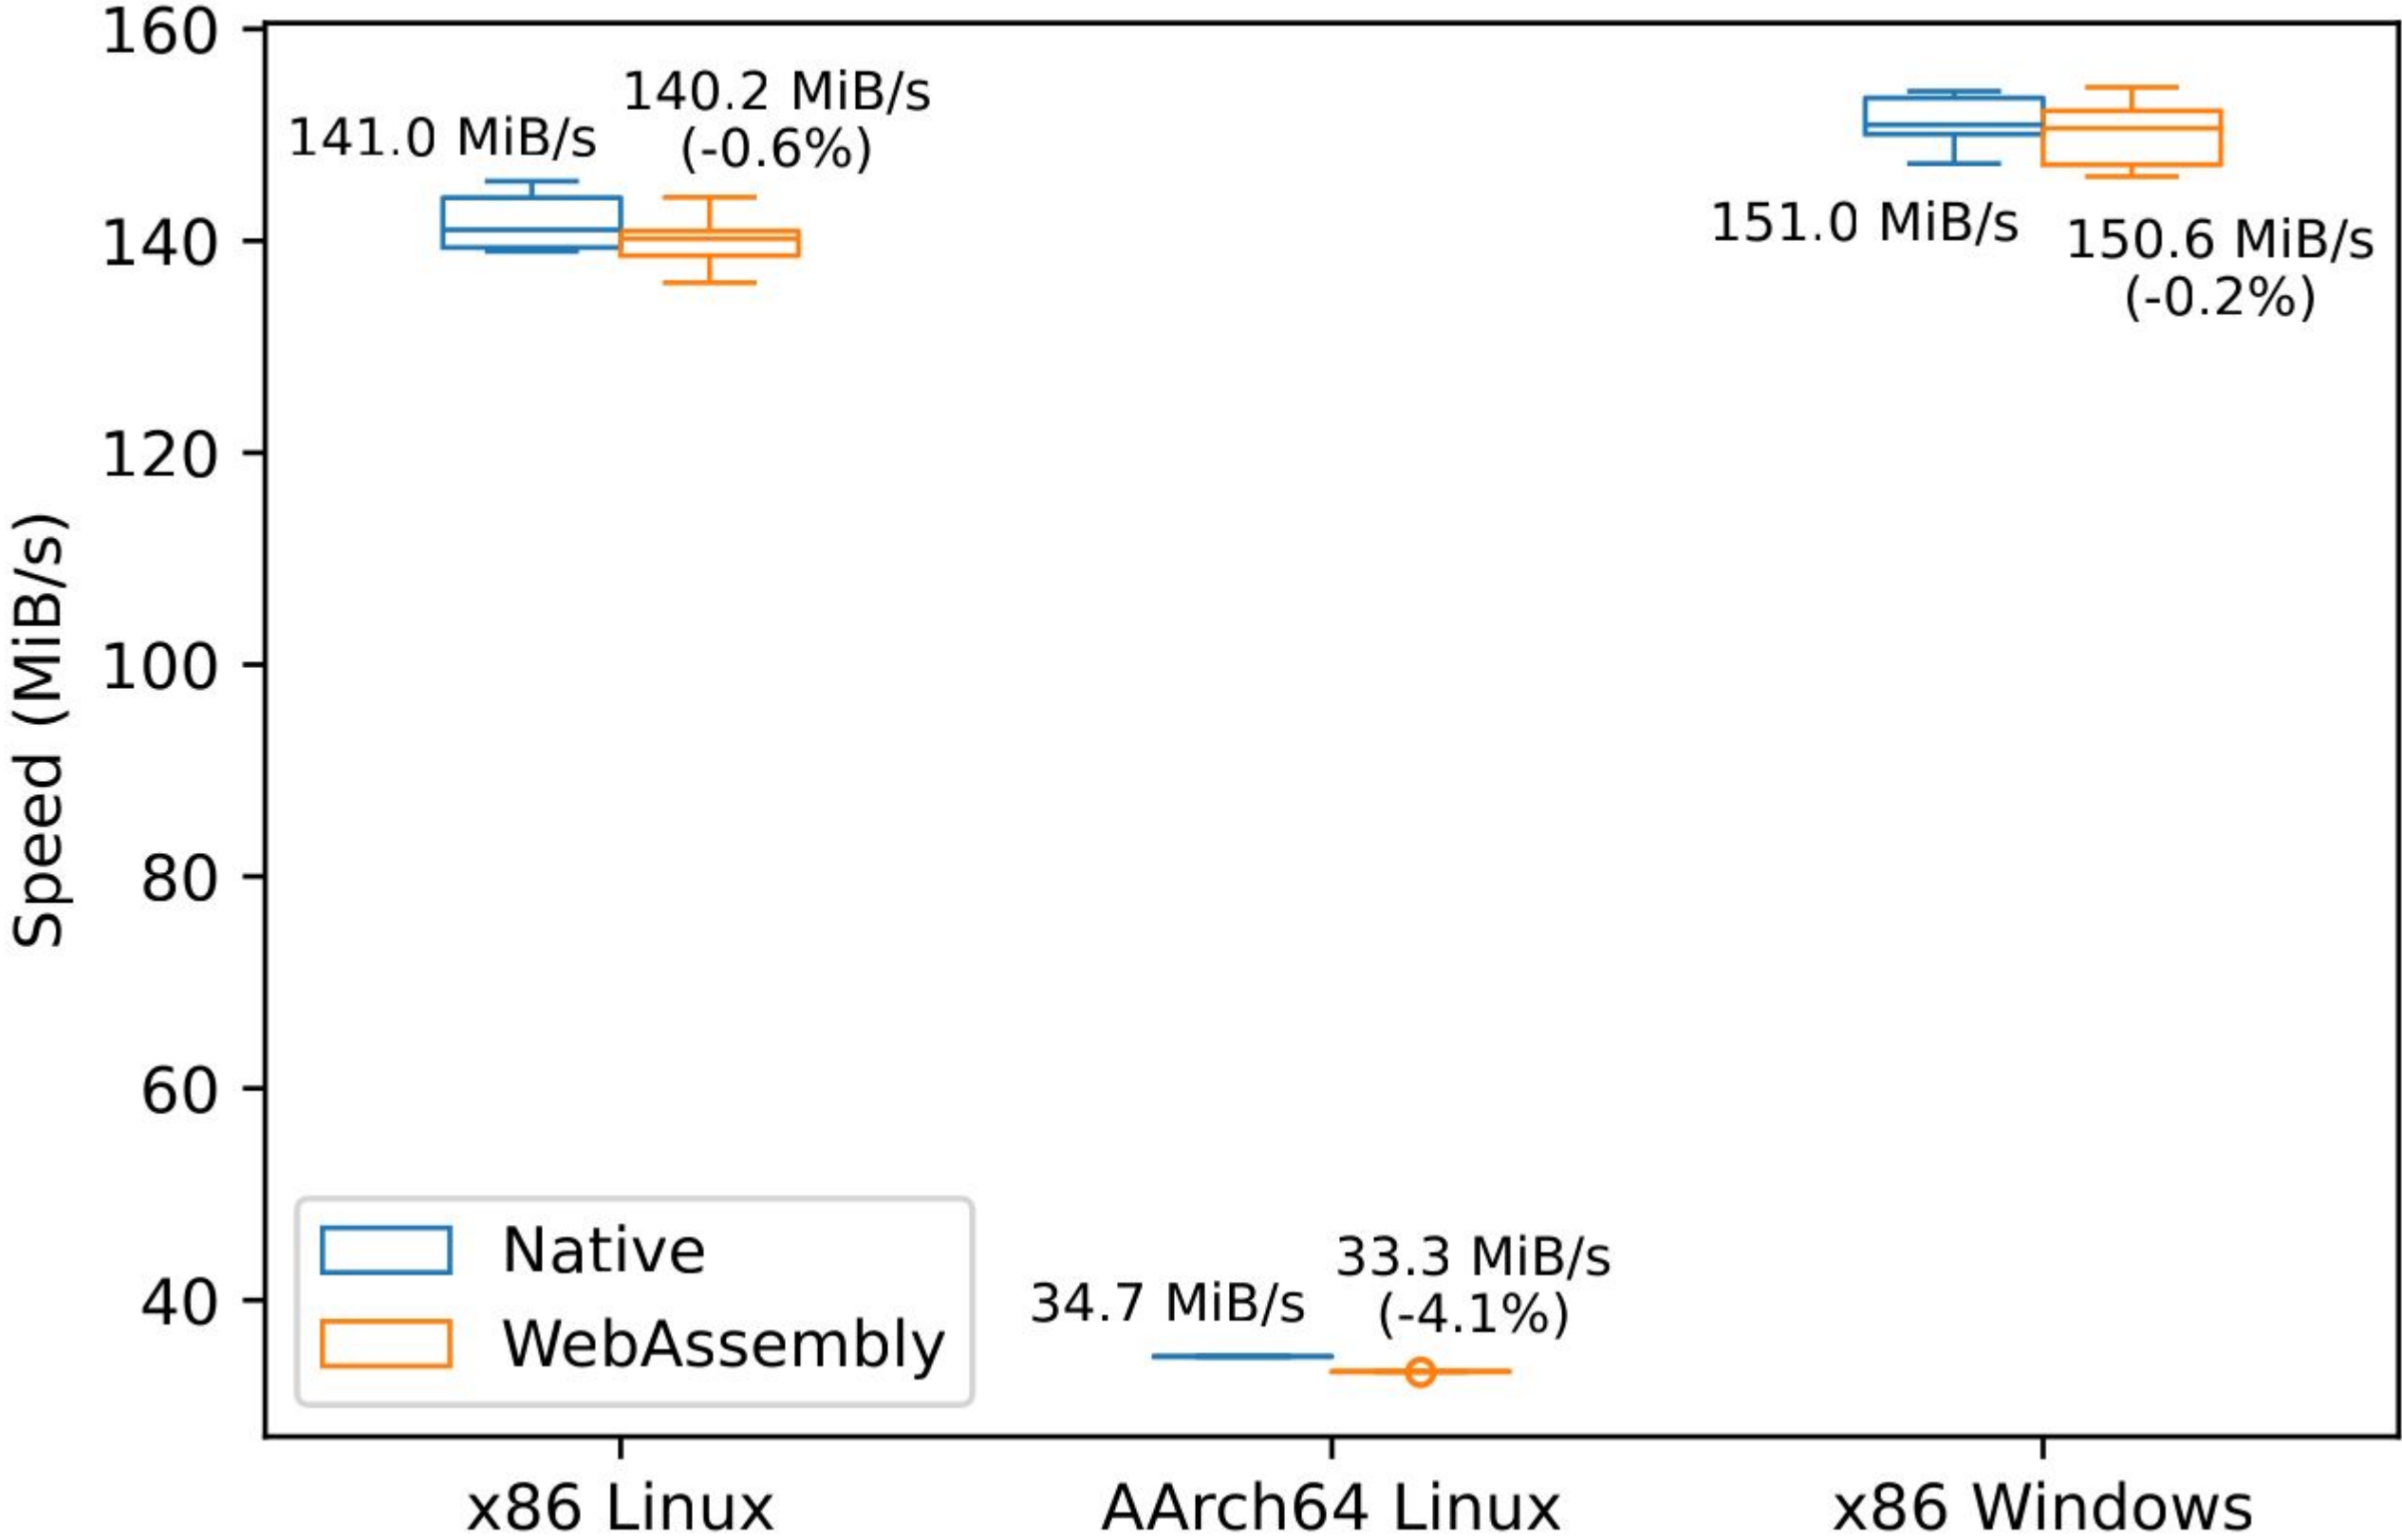 Speed (MiB/s)
160
140
120
100
80
60
40
141.0 MiB/s
140.2 MiB/s
(-0.6%)
34.7 MiB/s
33.3 MiB/s
(-4.1%)
151.0 MiB/s
150.6 MiB/s
(-0.2%)
Native
WebAssembly
x86 Linux
AArch64 Linux
x86 Windows